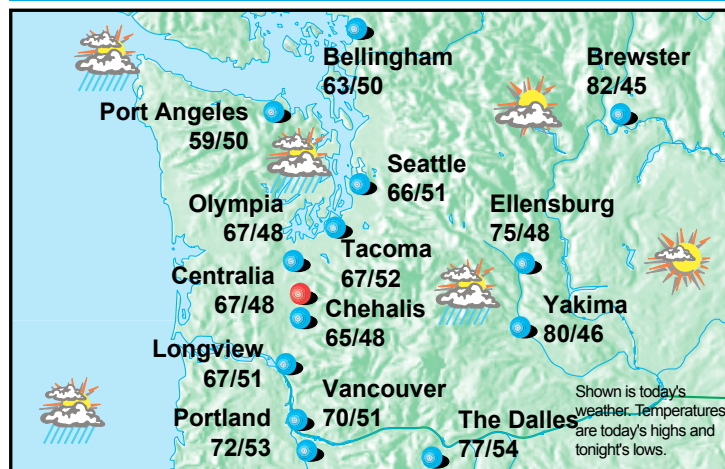 Bellingham
63/50
Brewster
82/45
Port Angeles
59/50
Seattle
66/51
Olympia
67/48
Ellensburg
75/48
Tacoma
67/52
Centralia
67/48
Chehalis
65/48
Yakima
80/46
Longview
67/51
Vancouver
70/51
Portland
72/53
The Dalles
77/54
Shown is today's
weather. Temperatures
are today's highs and
tonight's lows.